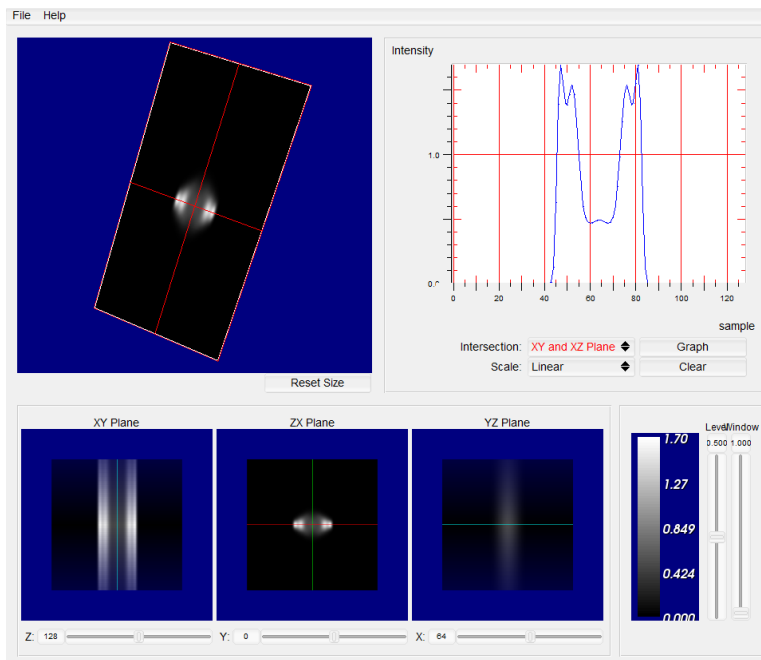 File Help
Intensity
1.0
0.0
0 20 40 60 80 100 120
sample
Intersection: XY and XZ Plane Graph
Scale: Linear Clear
Reset Size
XY Plane ZX Plane YZ Plane
Level Window
0.500 1.000
1.70
1.27
0.849
0.424
0.000
Z: 128 Y: 0 X: 64